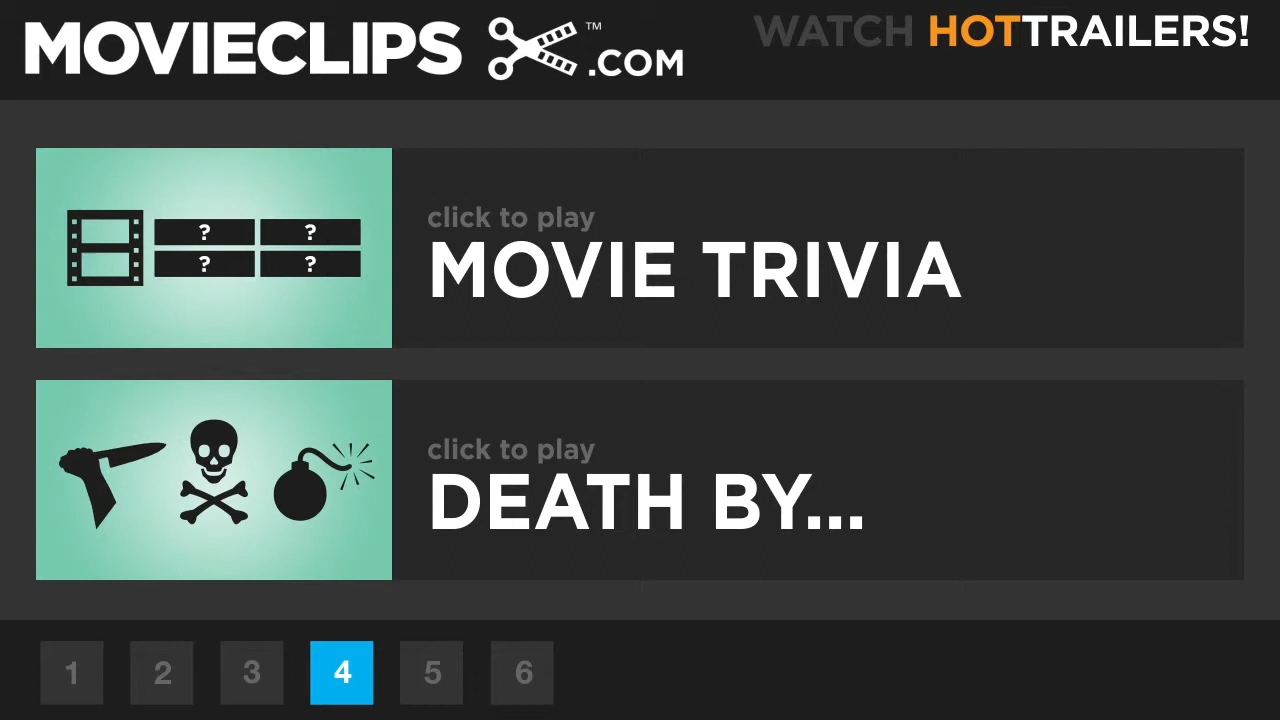 MOVIECLIPS ™ .COM
WATCH HOTTRAILERS!
? ?
? ?
click to play
MOVIE TRIVIA
click to play
DEATH BY...
1 2 3 4 5 6